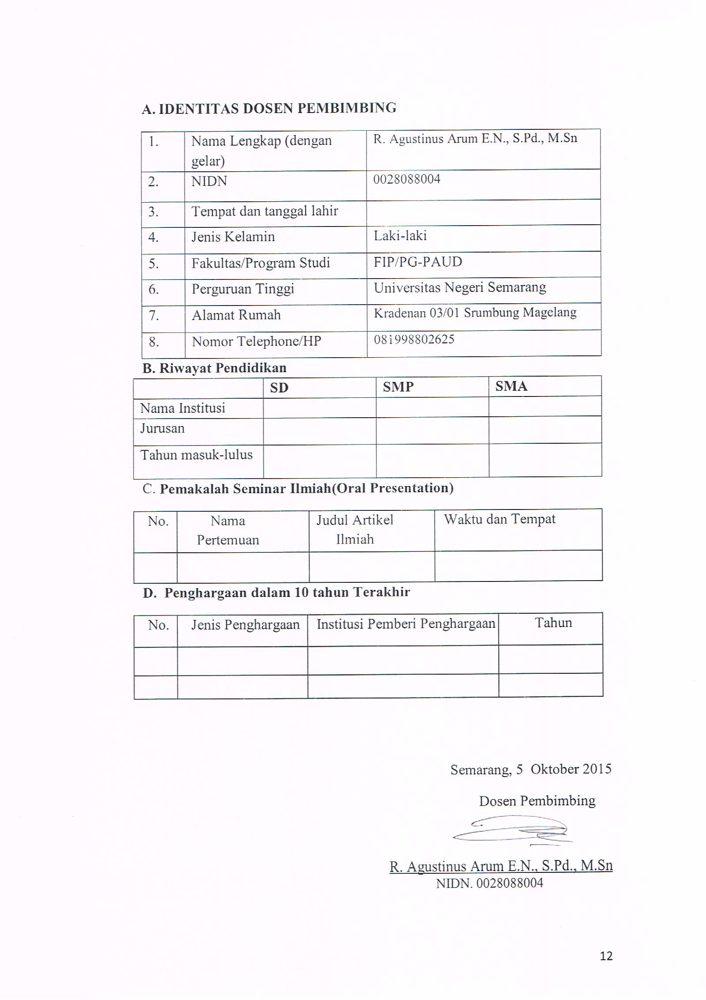 A. IDENTITAS DOSEN PEMBIMBING
1. Nama Lengkap (dengan gelar) R. Agustinus Arum E.N., S.Pd., M.Sn
2. NIDN 0028088004
3. Tempat dan tanggal lahir
4. Jenis Kelamin Laki-laki
5. Fakultas/Program Studi FIP/PG-PAUD
6. Perguruan Tinggi Universitas Negeri Semarang
7. Alamat Rumah Kradenan 03/01 Srumbung Magelang
8. Nomor Telephone/HP 081998802625
B. Riwayat Pendidikan
SD SMP SMA
Nama Institusi
Jurusan
Tahun masuk-lulus
C. Pemakalah Seminar Ilmiah(Oral Presentation)
No. Nama Pertemuan Judul Artikel Ilmiah Waktu dan Tempat
D. Penghargaan dalam 10 tahun Terakhir
No. Jenis Penghargaan Institusi Pemberi Penghargaan Tahun
Semarang, 5 Oktober 2015
Dosen Pembimbing
R. Agustinus Arum E.N., S.Pd., M.Sn
NIDN. 0028088004
12